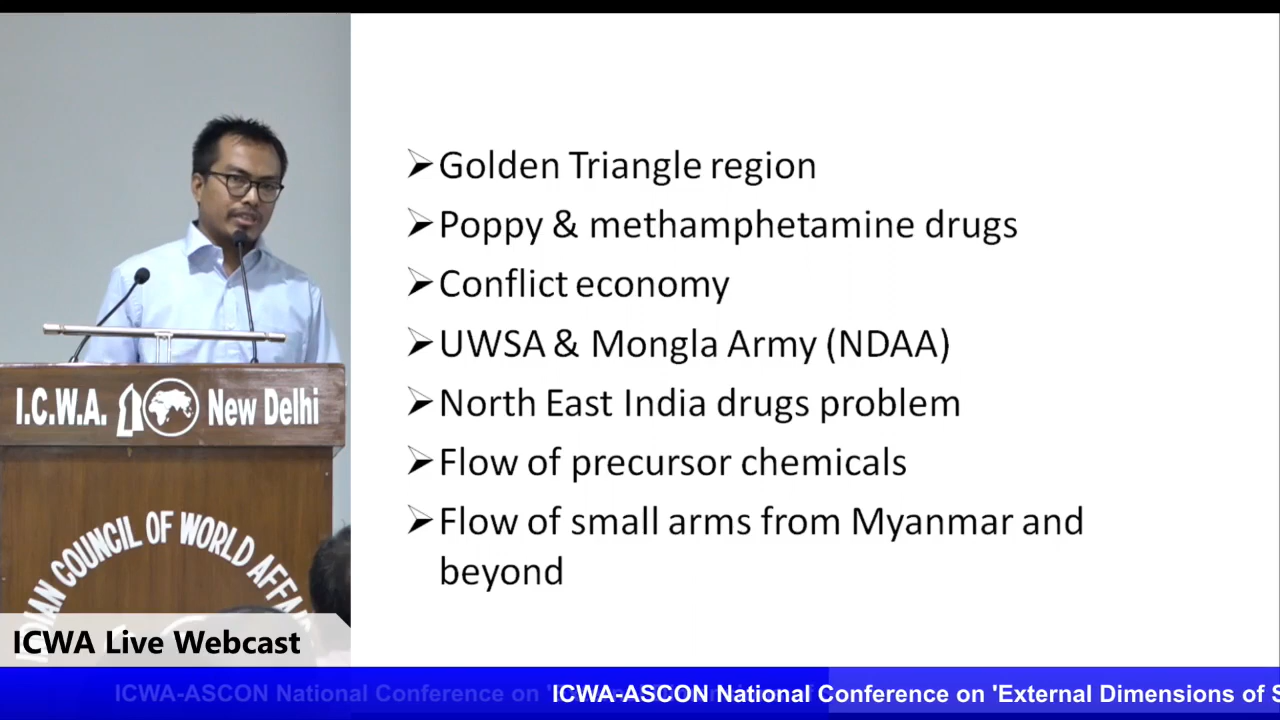 ➢Golden Triangle region
➢Poppy & methamphetamine drugs
➢Conflict economy
➢UWSA & Mongla Army (NDAA)
➢North East India drugs problem
➢Flow of precursor chemicals
➢Flow of small arms from Myanmar and
beyond
I.C.W.A. New Delhi
COUNCIL OF WORLD
ICWA Live Webcast
ICWA-ASCON National Conference on
ICWA-ASCON National Conference on 'External Dimensions of S